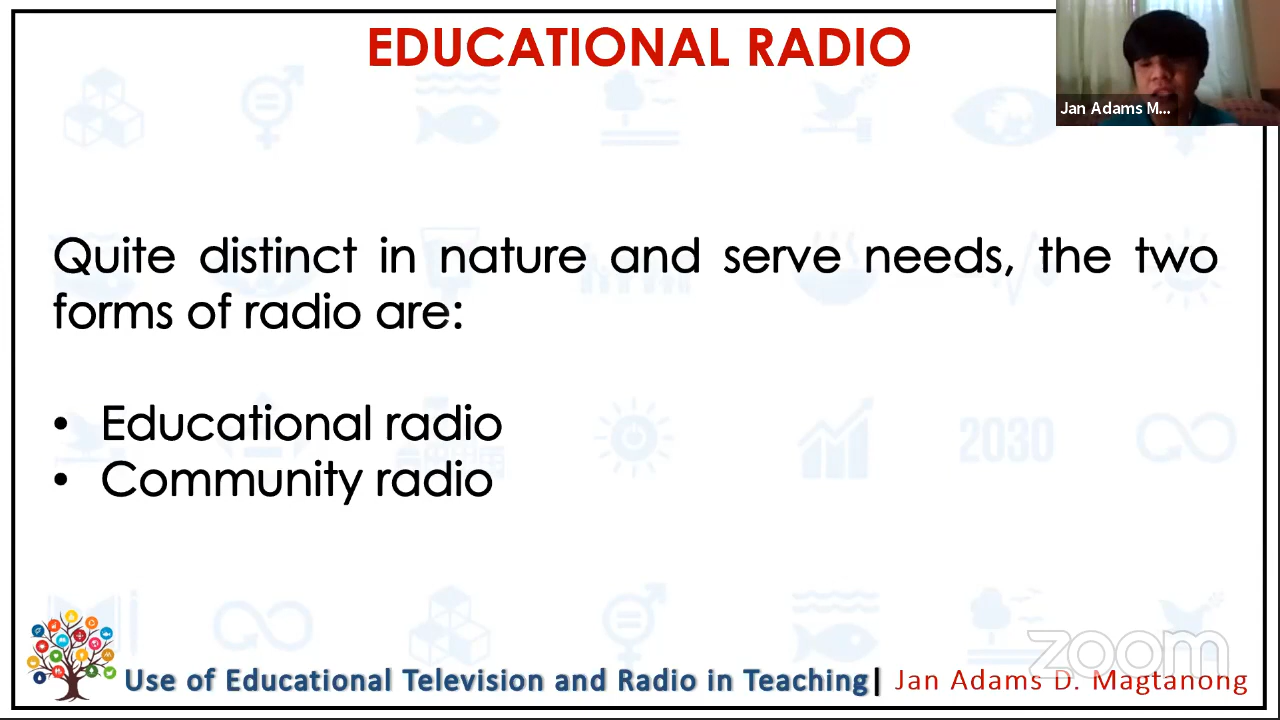 EDUCATIONAL RADIO
Jan Adams M...
Quite distinct in nature and serve needs, the two
forms of radio are:
• Educational radio
• Community radio
2030
zoom
Use of Educational Television and Radio in Teaching| Jan Adams D. Magtanong